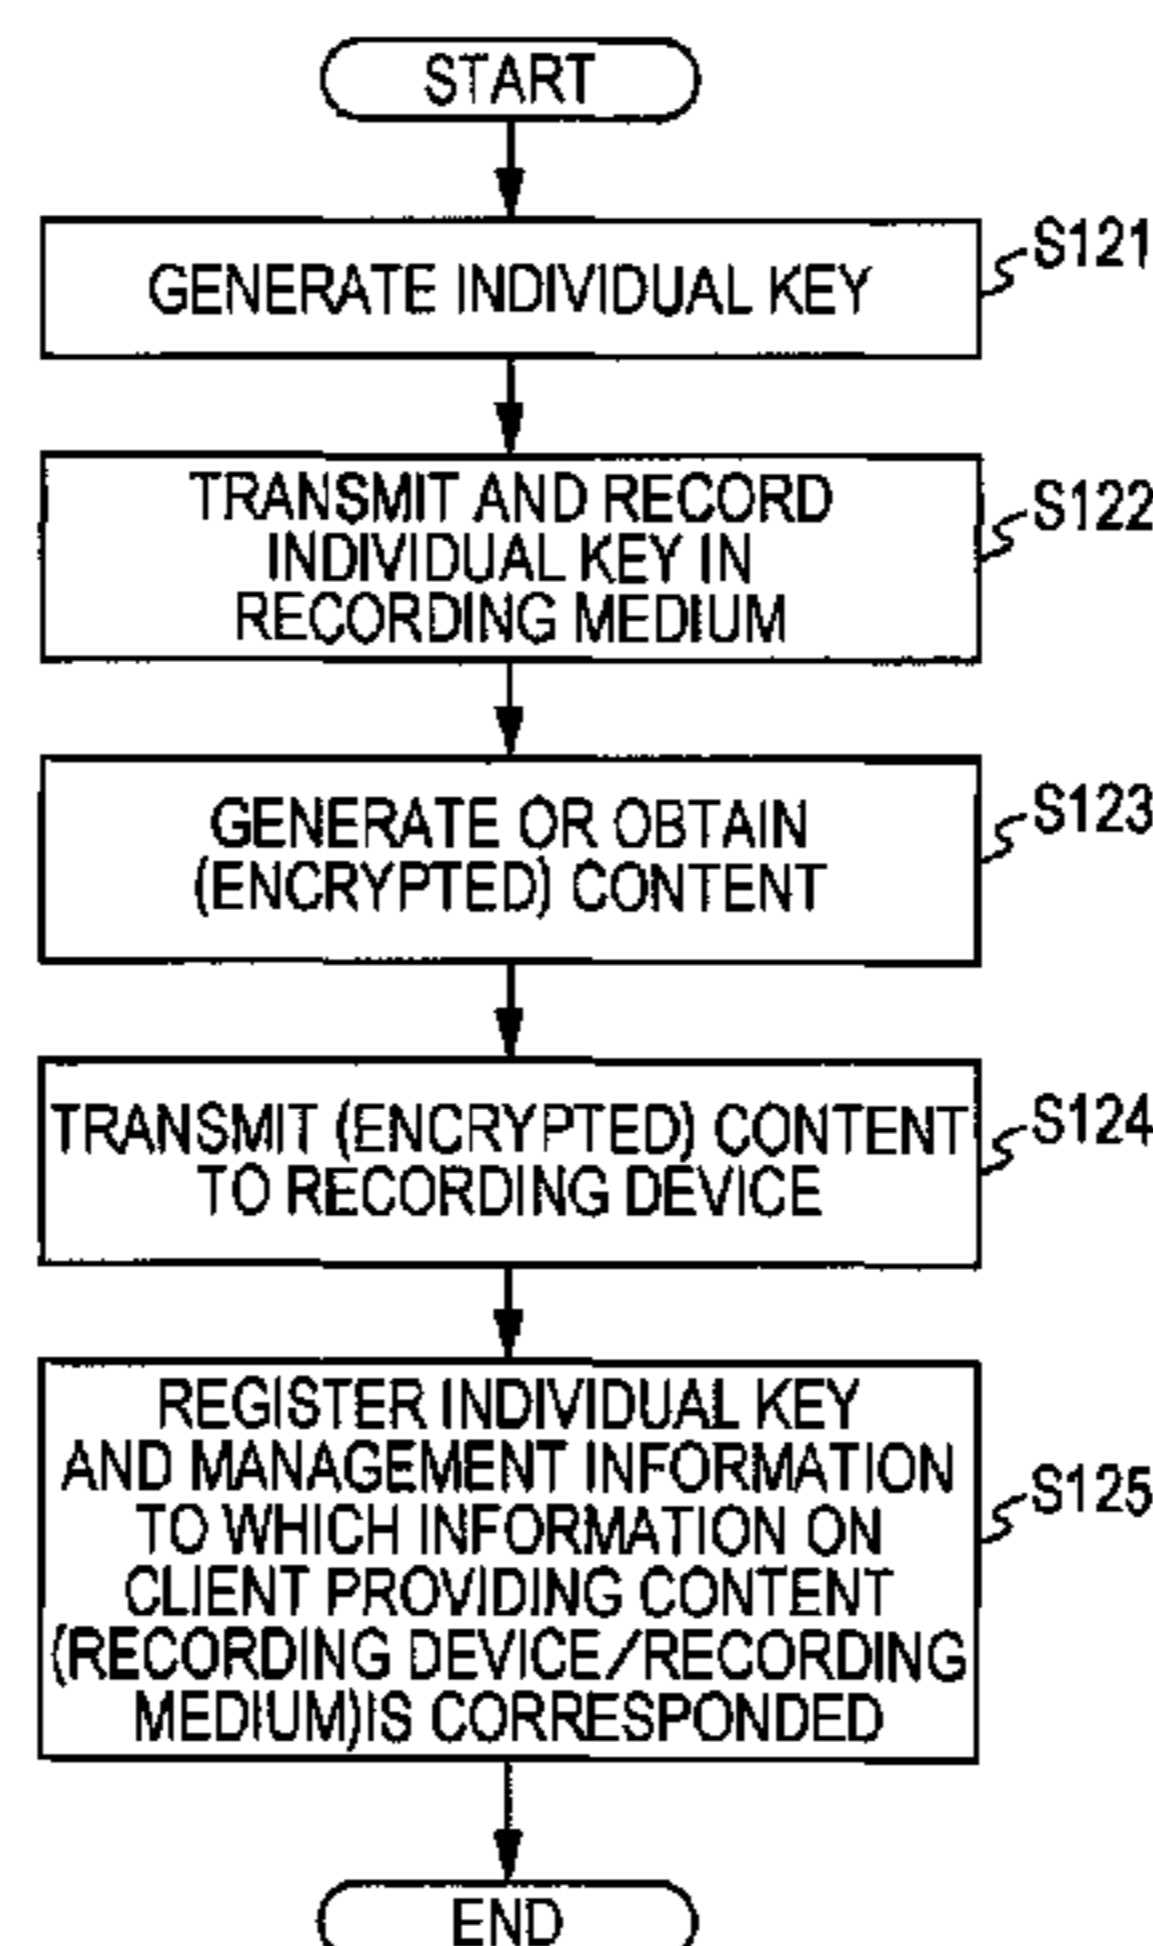 START
GENERATE INDIVIDUAL KEY
S121
TRANSMIT AND RECORD
INDIVIDUAL KEY IN
RECORDING MEDIUM
S122
GENERATE OR OBTAIN
(ENCRYPTED) CONTENT
S123
TRANSMIT (ENCRYPTED) CONTENT
TO RECORDING DEVICE
S124
REGISTER INDIVIDUAL KEY
AND MANAGEMENT INFORMATION
TO WHICH INFORMATION ON
CLIENT PROVIDING CONTENT
(RECORDING DEVICE/RECORDING
MEDIUM)IS CORRESPONDED
S125
END